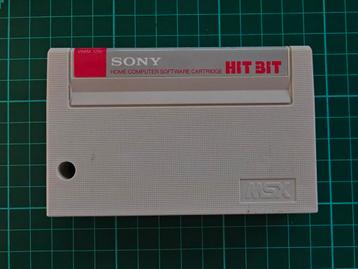 SONY
HOME COMPUTER SOFTWARE CARTRIDGE HIT BIT
MSX